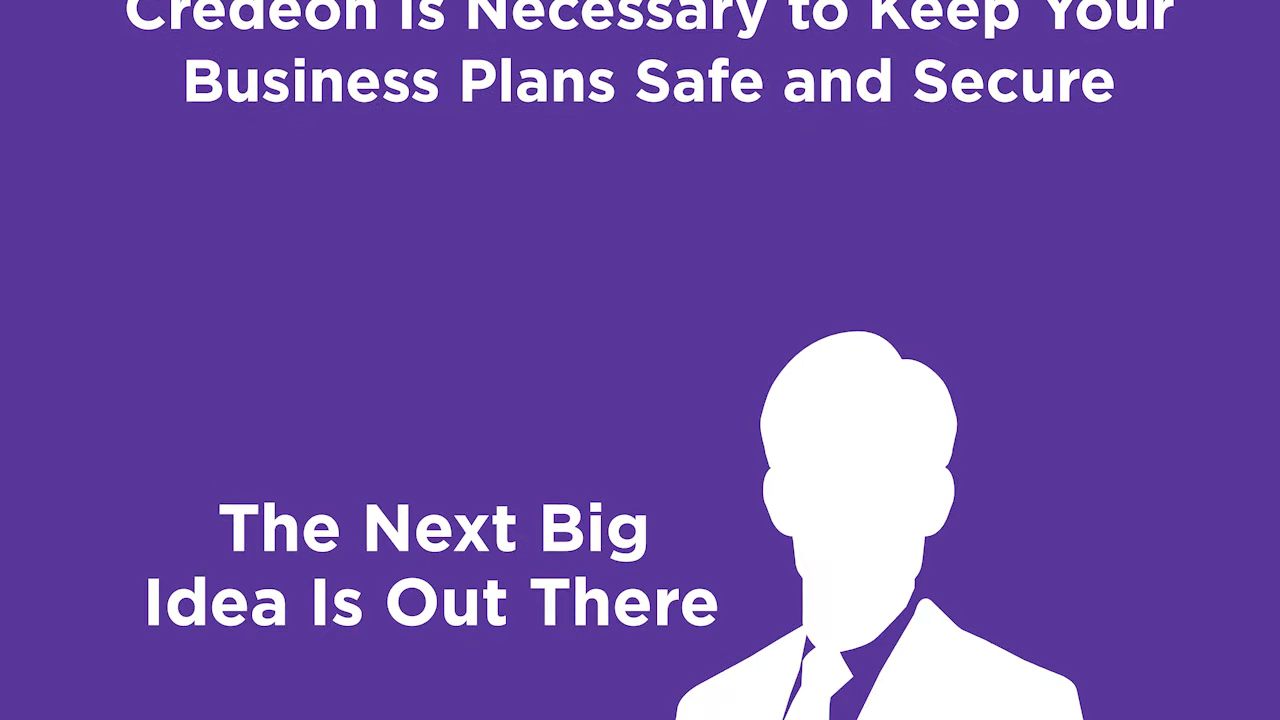 Credeon Is Necessary to Keep Your
Business Plans Safe and Secure
The Next Big
Idea Is Out There